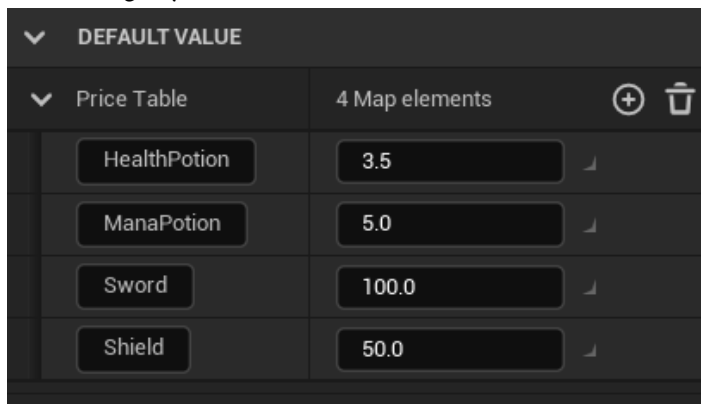 DEFAULT VALUE
Price Table 4 Map elements
HealthPotion 3.5
ManaPotion 5.0
Sword 100.0
Shield 50.0